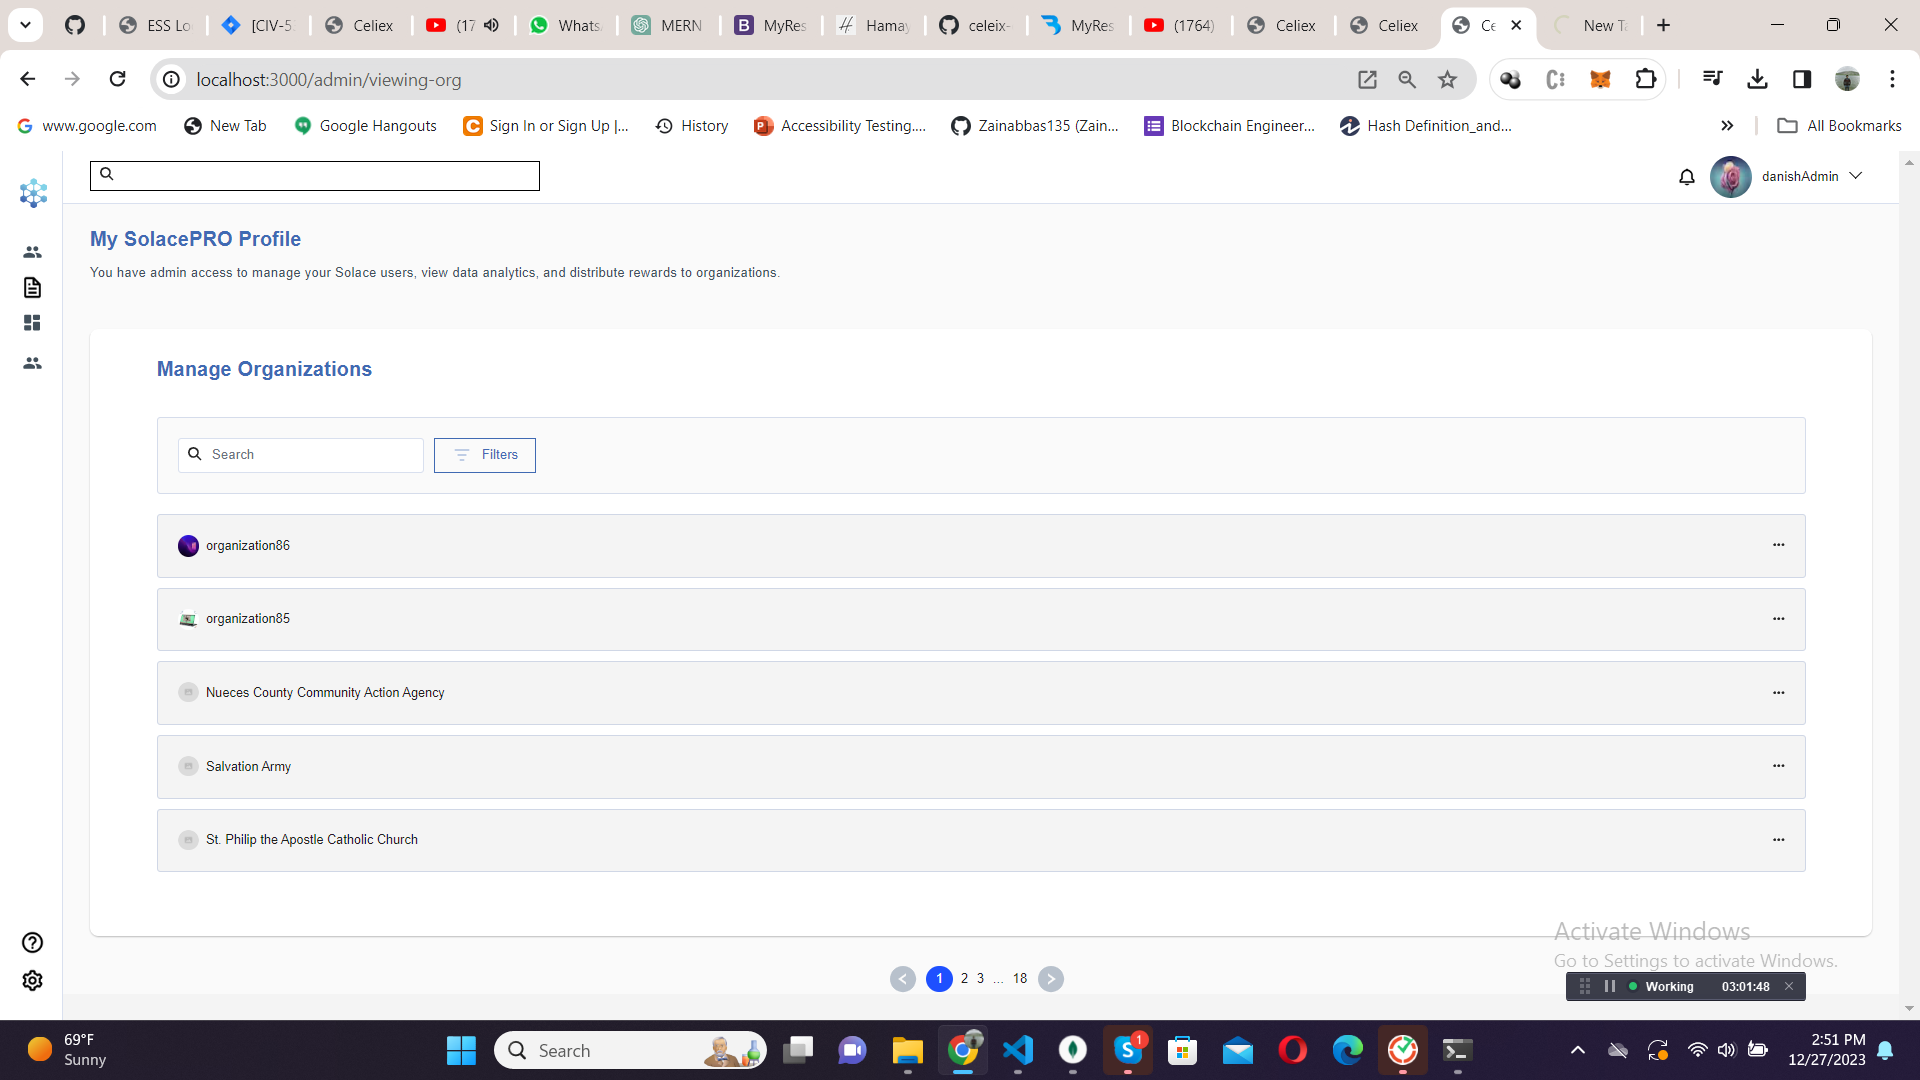 ESS Lo
[CIV-5
Celiex
(17
Whats
MERN
MyRes
Hamay
celeix-
MyRes
(1764)
Celiex
Celiex
Ce
New Ta
localhost:3000/admin/viewing-org
www.google.com
New Tab
Google Hangouts
Sign In or Sign Up |...
History
Accessibility Testing....
Zainabbas135 (Zain...
Blockchain Engineer...
Hash Definition_and...
All Bookmarks
danishAdmin
My SolacePRO Profile
You have admin access to manage your Solace users, view data analytics, and distribute rewards to organizations.
Manage Organizations
Search
Filters
organization86
organization85
Nueces County Community Action Agency
Salvation Army
St. Philip the Apostle Catholic Church
< 1 2 3 ... 18 >
Activate Windows
Go to Settings to activate Windows.
Working 03:01:48
69°F
Sunny
Search
1
2:51 PM
12/27/2023